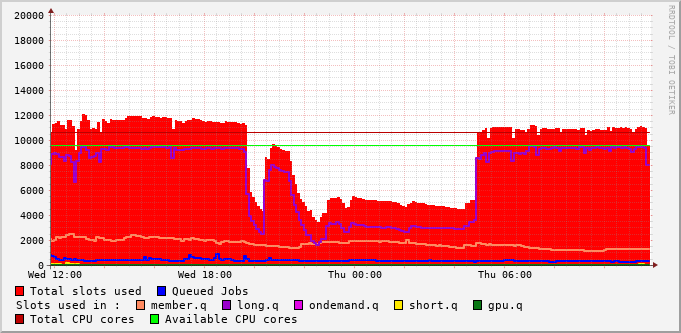 20000
18000
16000
14000
12000
10000
8000
6000
4000
2000
0
Wed 12:00 Wed 18:00 Thu 00:00 Thu 06:00
Total slots used Queued Jobs
Slots used in : member.q long.q ondemand.q short.q gpu.q
Total CPU cores Available CPU cores
RRDTOOL / TOBI OETIKER